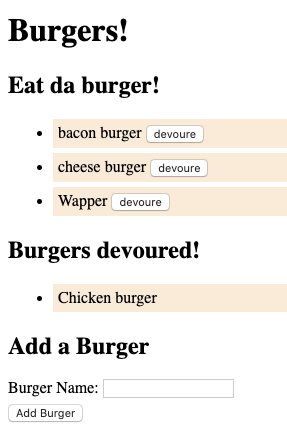 Burgers!
Eat da burger!
bacon burger devoure
cheese burger devoure
Wapper devoure
Burgers devoured!
Chicken burger
Add a Burger
Burger Name:
Add Burger